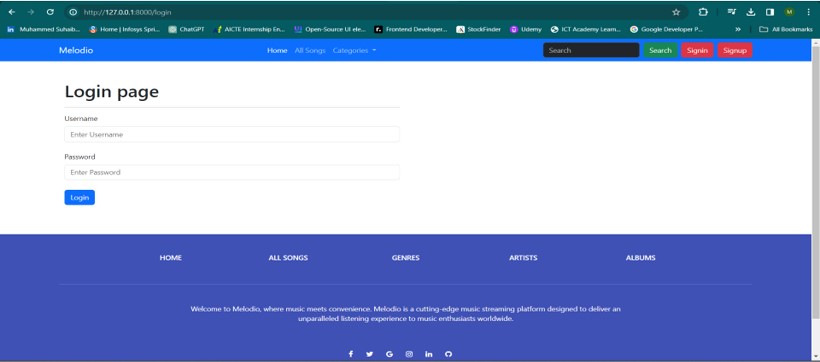 http://127.0.0.1:8000/login
Muhammed Suhaib... Home | Infosys Spri... ChatGPT AICTE Internship En... Open-Source UI ele... Frontend Developer... StockFinder Udemy ICT Academy Learn... Google Developer P... » All Bookmarks
Melodio Home All Songs Categories Search Search Signin Signup
Login page
Username
Enter Username
Password
Enter Password
Login
HOME ALL SONGS GENRES ARTISTS ALBUMS
Welcome to Melodio, where music meets convenience. Melodio is a cutting-edge music streaming platform designed to deliver an
unparalleled listening experience to music enthusiasts worldwide.